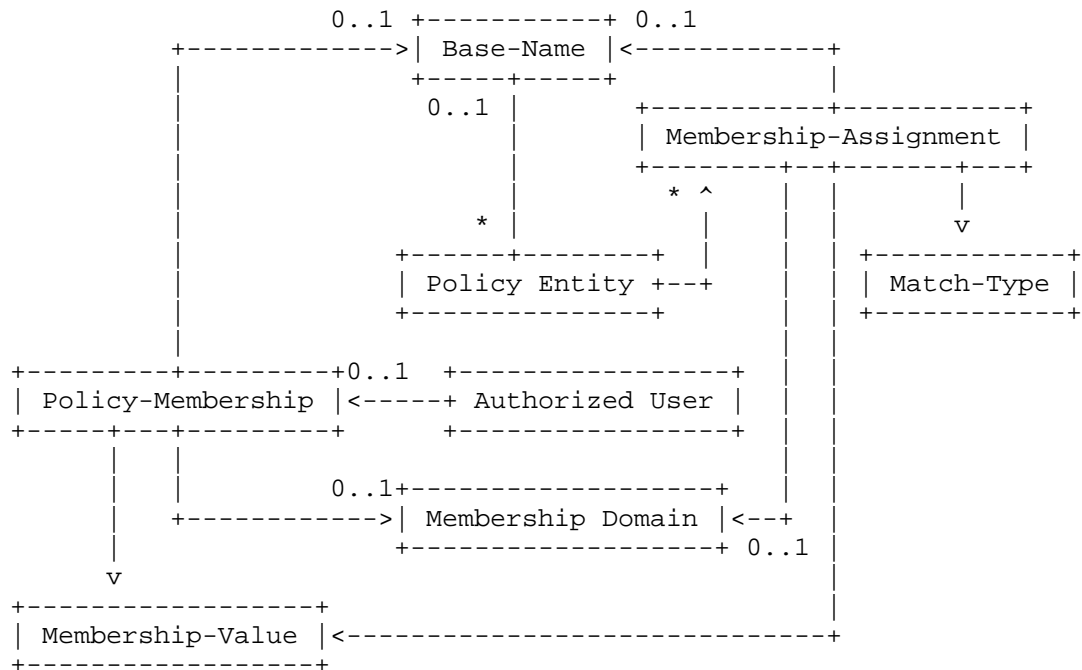 0..1 0..1
Base-Name
0..1
Membership-Assignment
*
*
Policy Entity Match-Type
0..1
Policy-Membership Authorized User
0..1
Membership Domain
0..1
Membership-Value